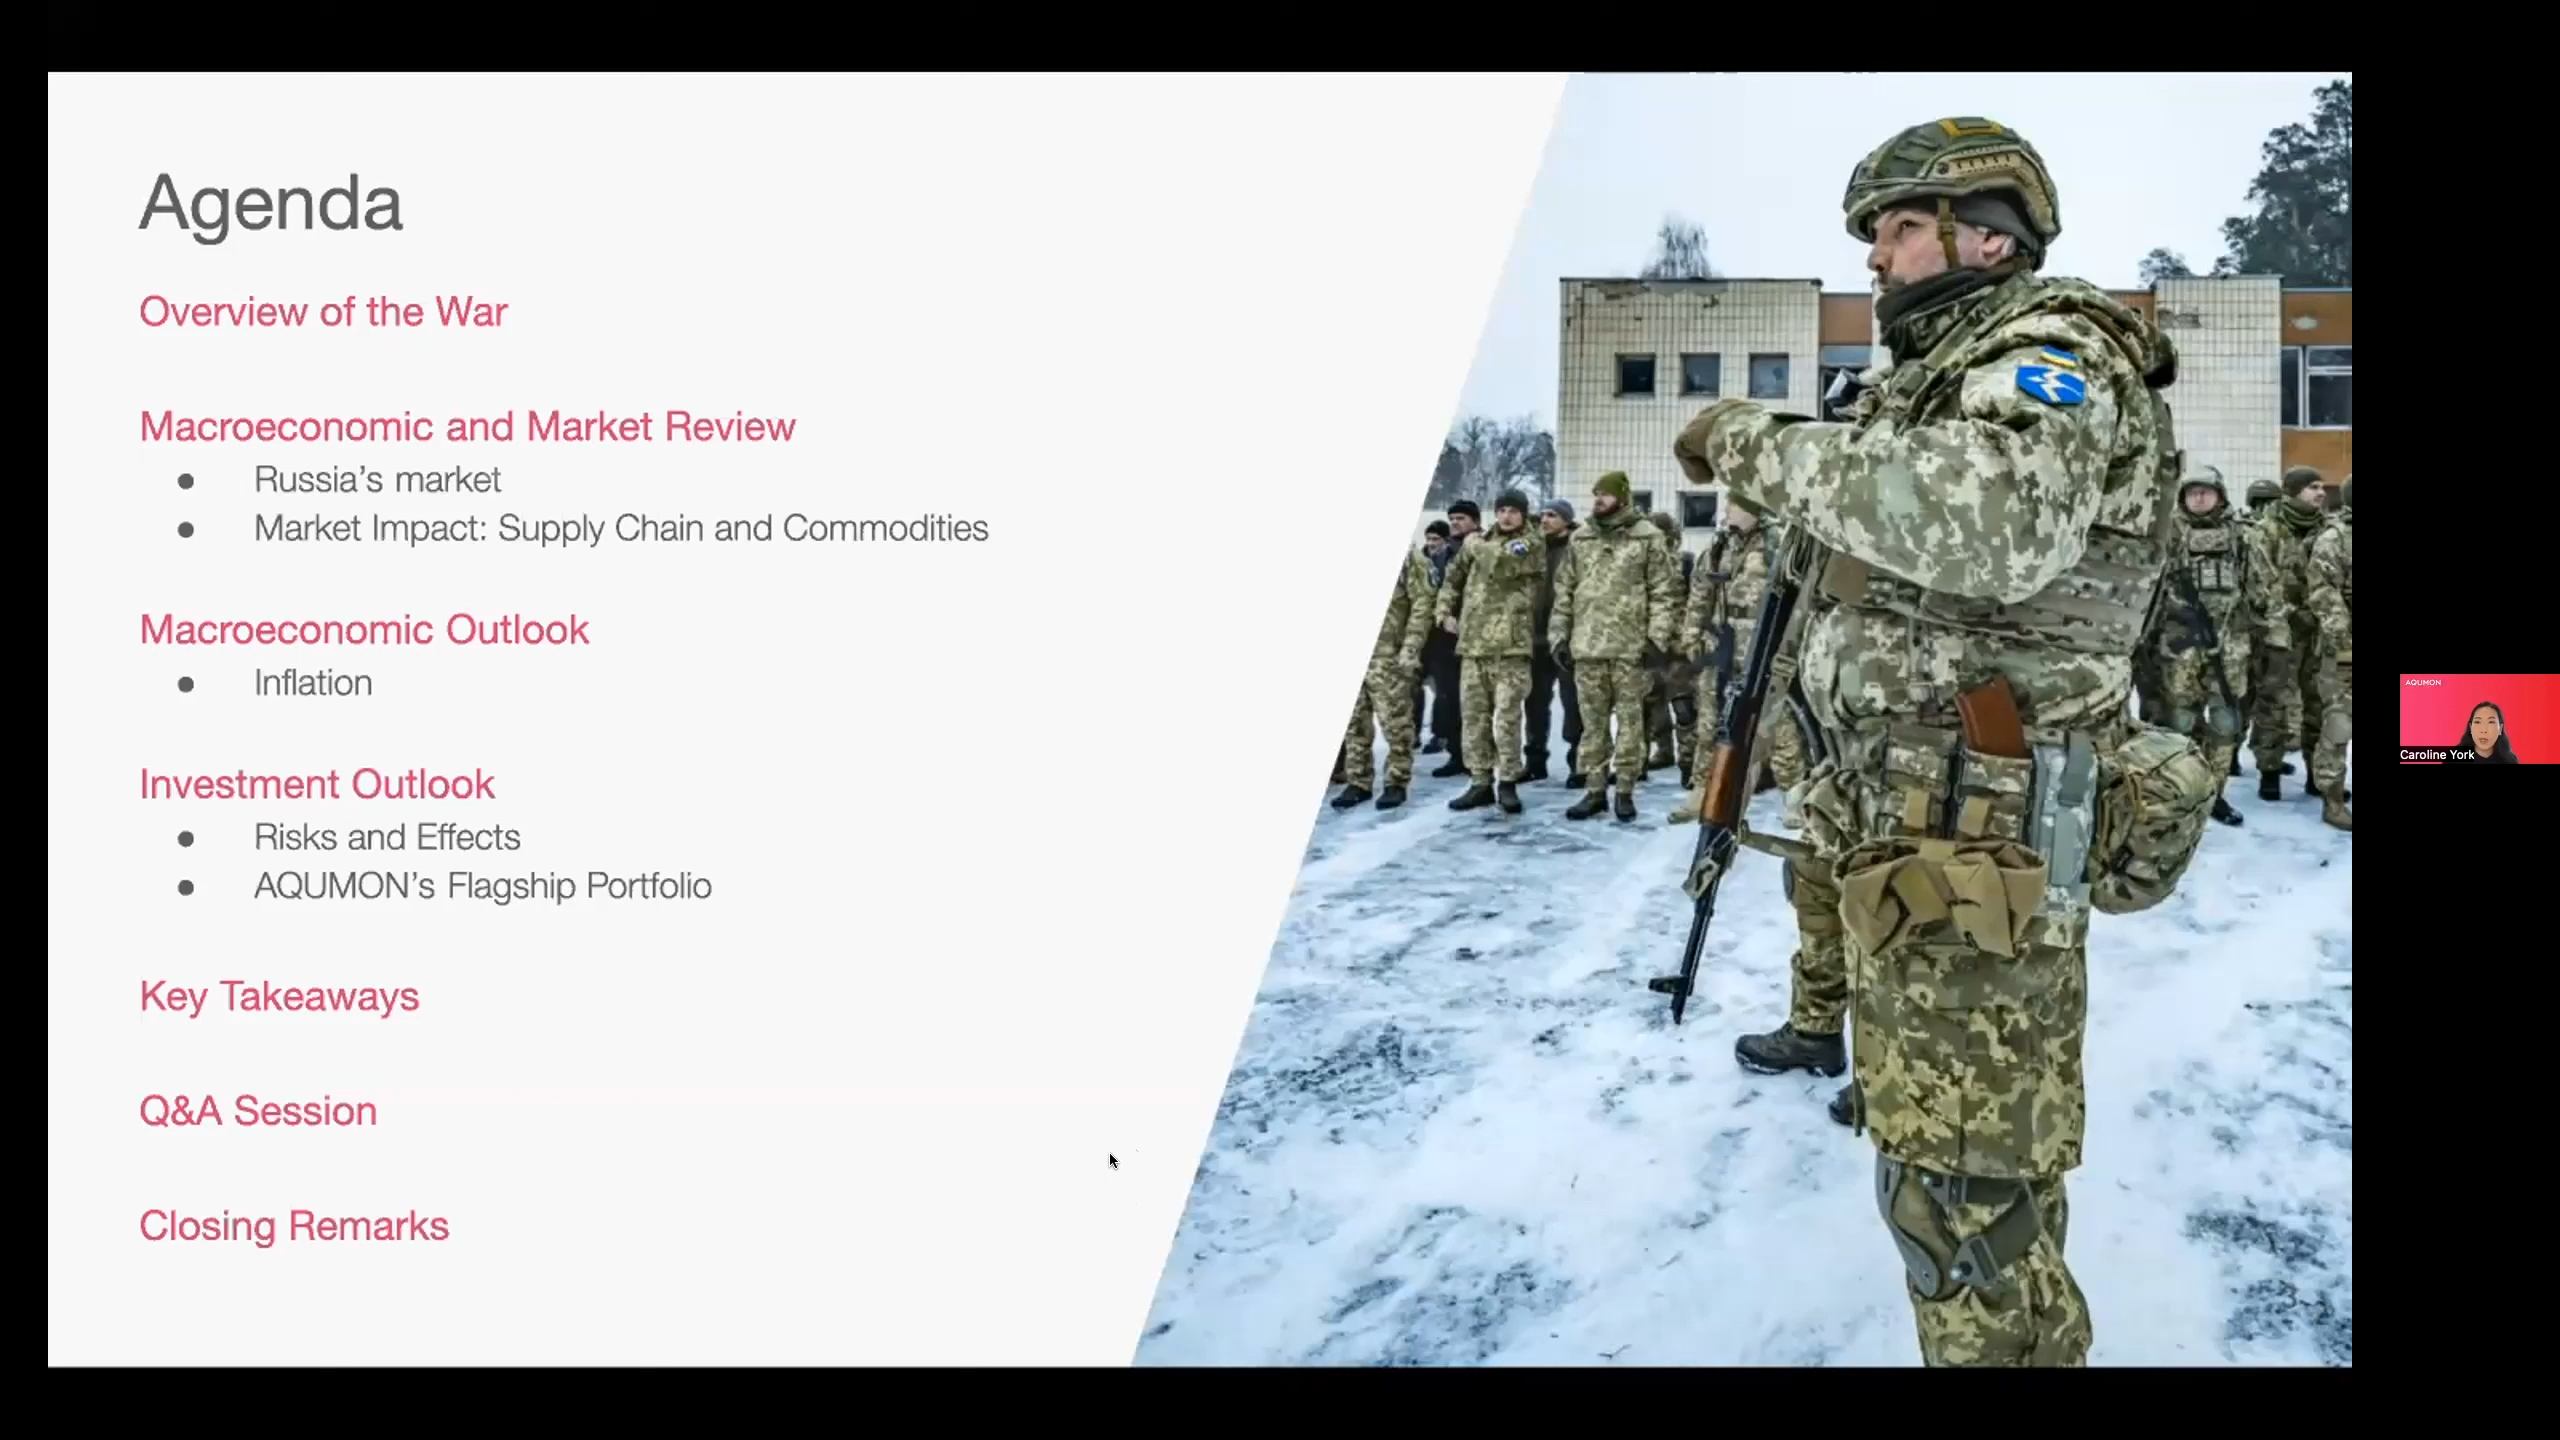 Agenda
Overview of the War
Macroeconomic and Market Review
● Russia's market
● Market Impact: Supply Chain and Commodities
Macroeconomic Outlook
● Inflation
Investment Outlook
● Risks and Effects
● AQUMON's Flagship Portfolio
Key Takeaways
Q&A Session
Closing Remarks
AQUMON
Caroline York